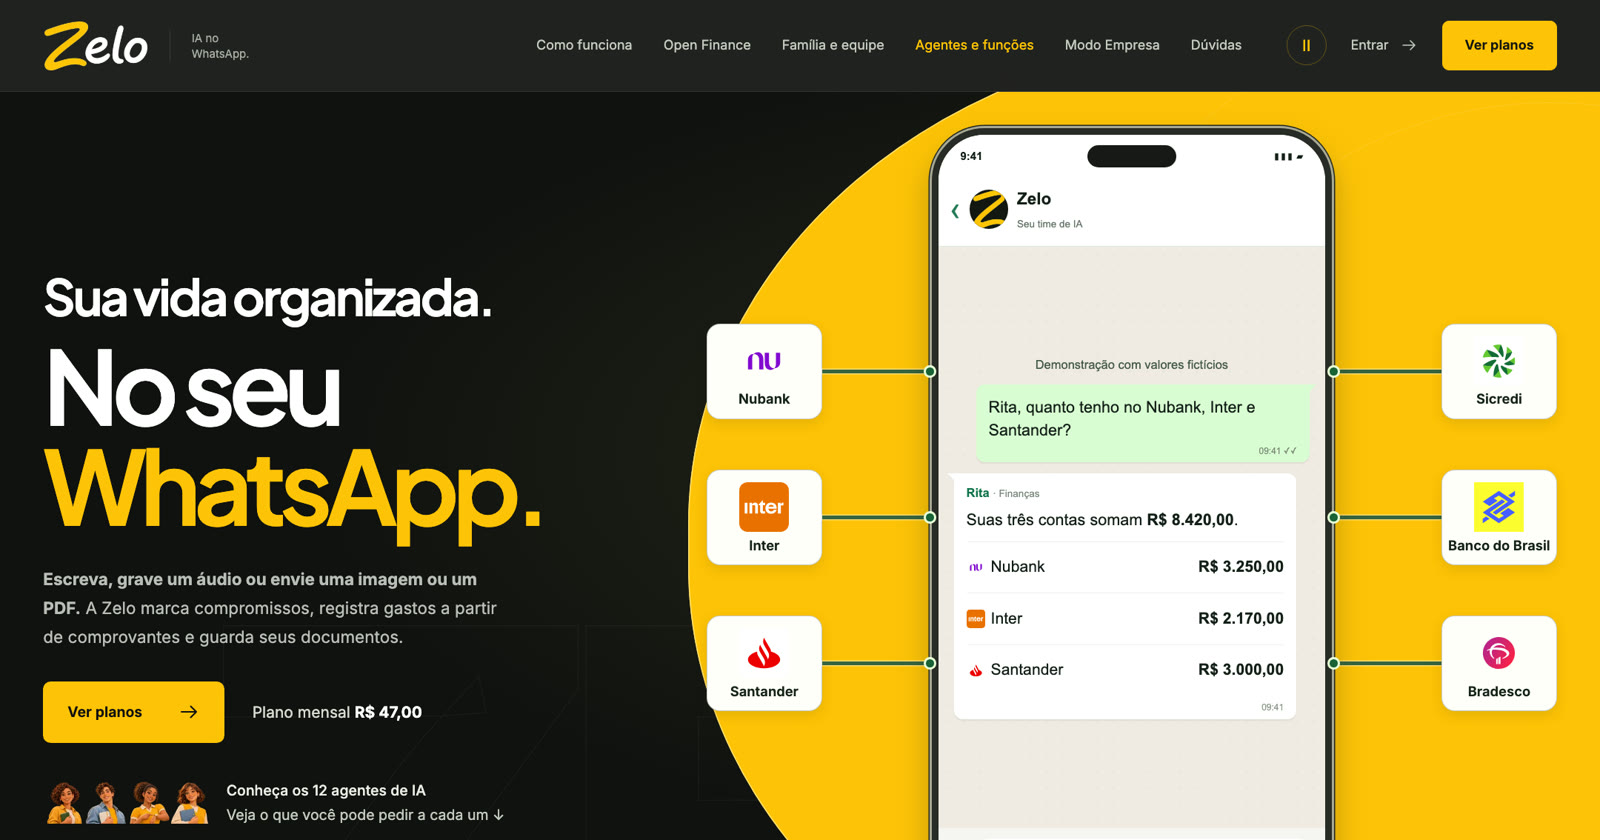 Zelo
IA no
WhatsApp.
Como funciona
Open Finance
Família e equipe
Agentes e funções
Modo Empresa
Dúvidas
Entrar →
Ver planos
Sua vida organizada.
No seu
WhatsApp.
Escreva, grave um áudio ou envie uma imagem ou um
PDF. A Zelo marca compromissos, registra gastos a partir
de comprovantes e guarda seus documentos.
Ver planos →
Plano mensal R$ 47,00
Conheça os 12 agentes de IA
Veja o que você pode pedir a cada um ↓
nu
Nubank
inter
Inter
Santander
9:41
Zelo
Seu time de IA
Demonstração com valores fictícios
Rita, quanto tenho no Nubank, Inter e
Santander?
09:41 ✓✓
Rita · Finanças
Suas três contas somam R$ 8.420,00.
nu Nubank R$ 3.250,00
inter Inter R$ 2.170,00
Santander R$ 3.000,00
09:41
Sicredi
Banco do Brasil
Bradesco